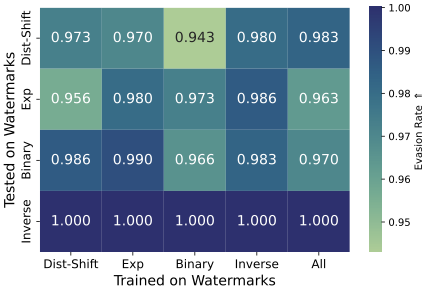 Tested on Watermarks
Dist-Shift 0.973 0.970 0.943 0.980 0.983
Exp 0.956 0.980 0.973 0.986 0.963
Binary 0.986 0.990 0.966 0.983 0.970
Inverse 1.000 1.000 1.000 1.000 1.000
Dist-Shift Exp Binary Inverse All
Trained on Watermarks
1.00
0.99
0.98
0.97
0.96
0.95
Evasion Rate ⇑